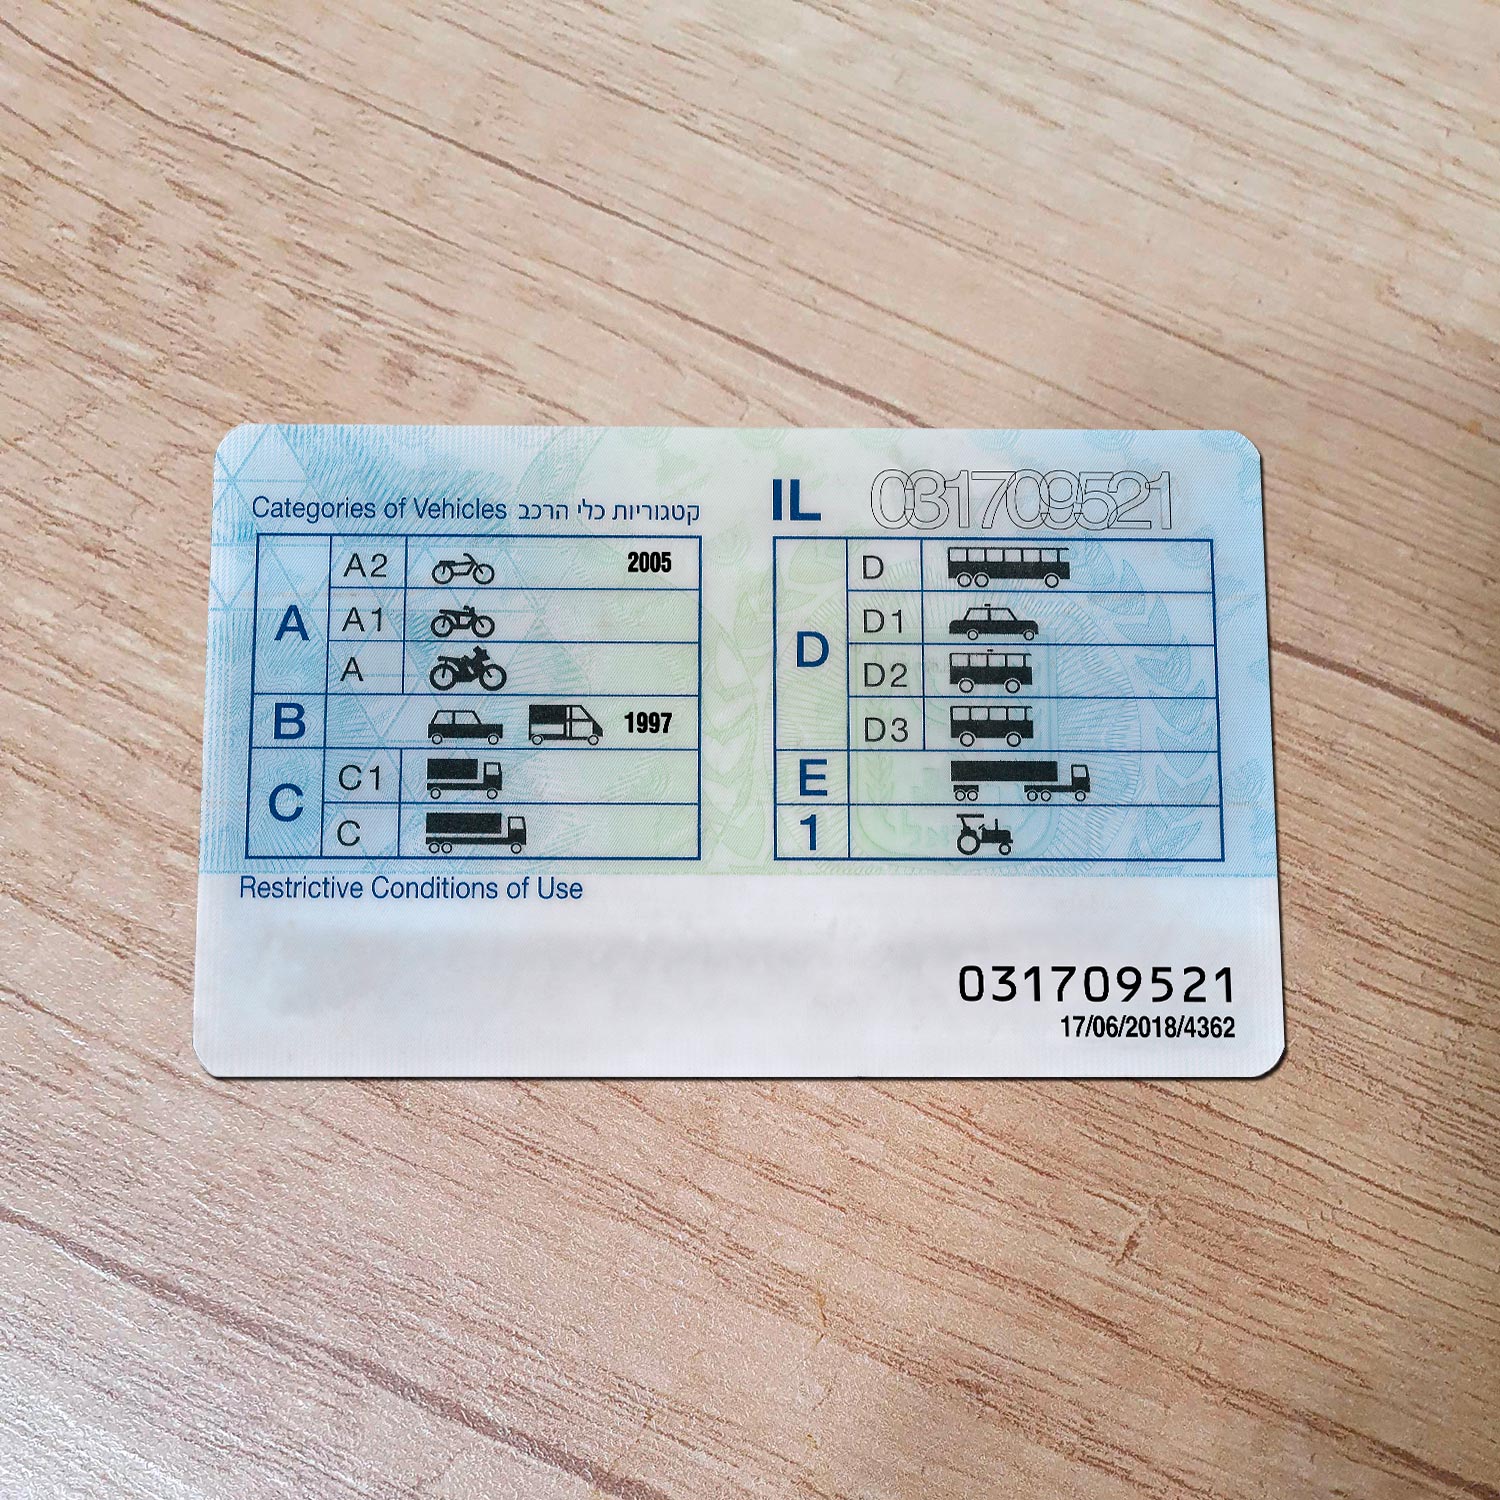 Categories of Vehicles קטגוריות כלי הרכב
A
A2 2005
A1
A
B 1997
C
C1
C
Restrictive Conditions of Use
IL 031709521
D
D
D1
D2
D3
E
1
031709521
17/06/2018/4362